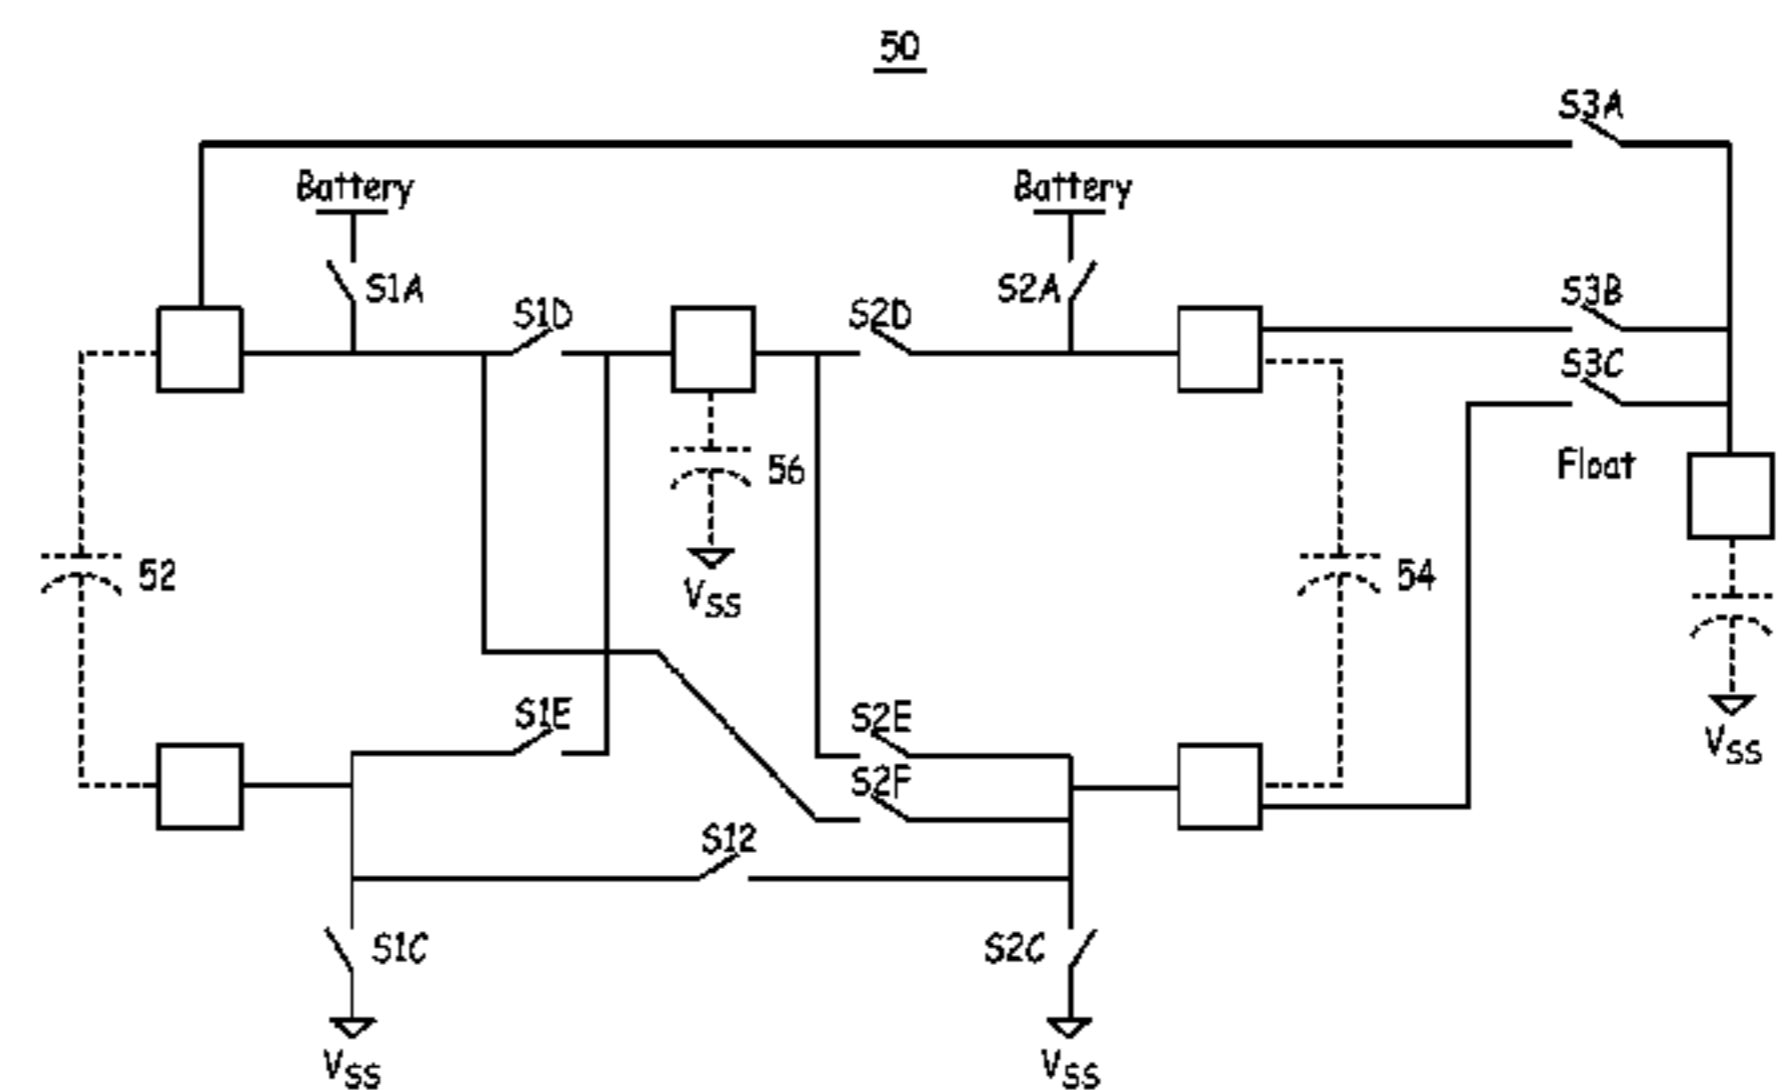 50
S3A
Battery
Battery
S1A
S2A
S1D
S2D
S3B
S3C
Float
56
52
54
VSS
S1E
S2E
S2F
VSS
S12
S1C
S2C
VSS
VSS